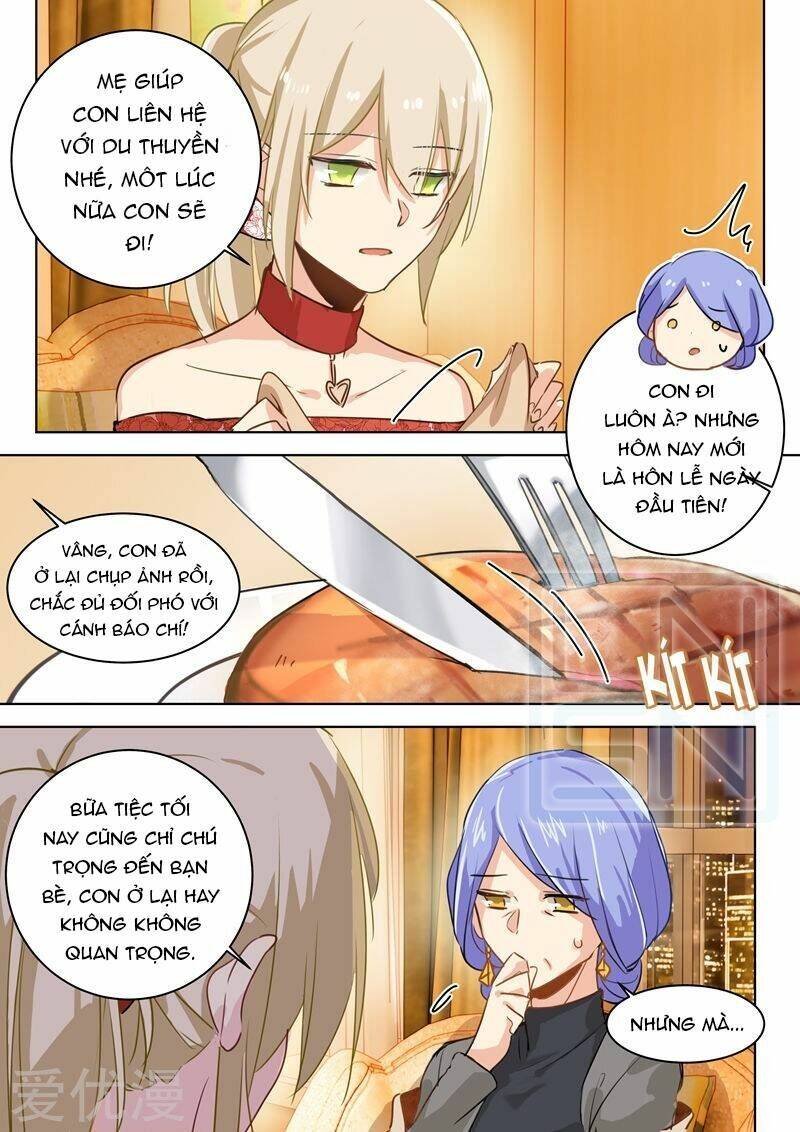 MẸ GIÚP
CON LIÊN HỆ
VỚI DU THUYỀN
NHÉ, MÔT LÚC
NỮA CON SẼ
ĐI!
CON ĐI
LUÔN À? NHƯNG
HÔM NAY MỚI
LÀ HÔN LỄ NGÀY
ĐẦU TIÊN!
VÂNG, CON ĐÃ
Ở LẠI CHỤP ẢNH RỒI,
CHẮC ĐỦ ĐỐI PHÓ VỚI
CÁNH BÁO CHÍ!
KÍT KÍT
BỮA TIỆC TỐI
NAY CŨNG CHỈ CHÚ
TRỌNG ĐẾN BẠN
BÈ, CON Ở LẠI HAY
KHÔNG KHÔNG
QUAN TRỌNG.
NHƯNG MÀ...
爱优漫